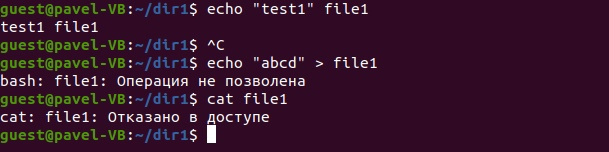 guest@pavel-VB:~/dir1$ echo "test1" file1
test1 file1
guest@pavel-VB:~/dir1$ ^C
guest@pavel-VB:~/dir1$ echo "abcd" > file1
bash: file1: Операция не позволена
guest@pavel-VB:~/dir1$ cat file1
cat: file1: Отказано в доступе
guest@pavel-VB:~/dir1$